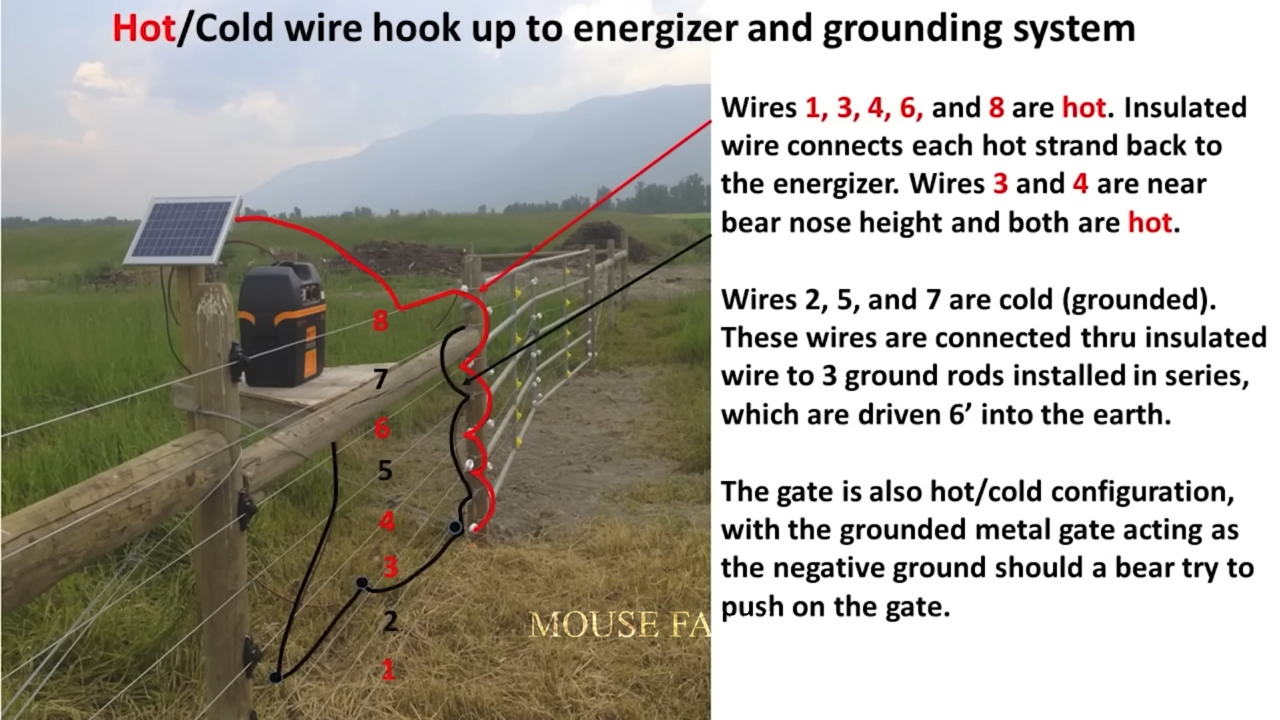 Hot/Cold wire hook up to energizer and grounding system
Wires 1, 3, 4, 6, and 8 are hot. Insulated
wire connects each hot strand back to
the energizer. Wires 3 and 4 are near
bear nose height and both are hot.
Wires 2, 5, and 7 are cold (grounded).
These wires are connected thru insulated
wire to 3 ground rods installed in series,
which are driven 6’ into the earth.
The gate is also hot/cold configuration,
with the grounded metal gate acting as
the negative ground should a bear try to
push on the gate.
8
7
6
5
4
3
2
1
MOUSE FA